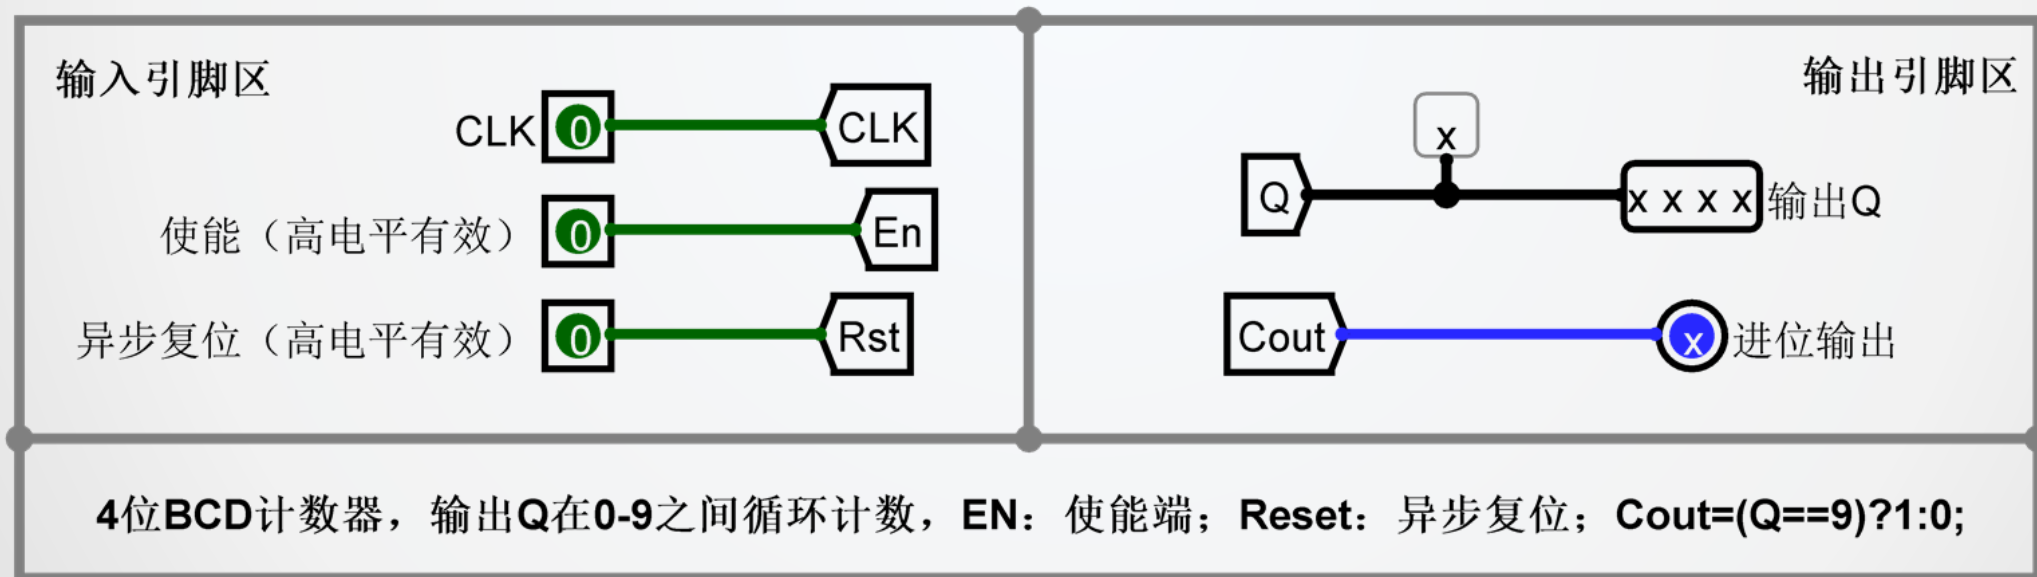 输入引脚区
CLK 0 CLK
使能（高电平有效） 0 En
异步复位（高电平有效） 0 Rst
输出引脚区
x
Q x x x x 输出Q
Cout x 进位输出
4位BCD计数器，输出Q在0-9之间循环计数，EN：使能端；Reset：异步复位；Cout=(Q==9)?1:0;